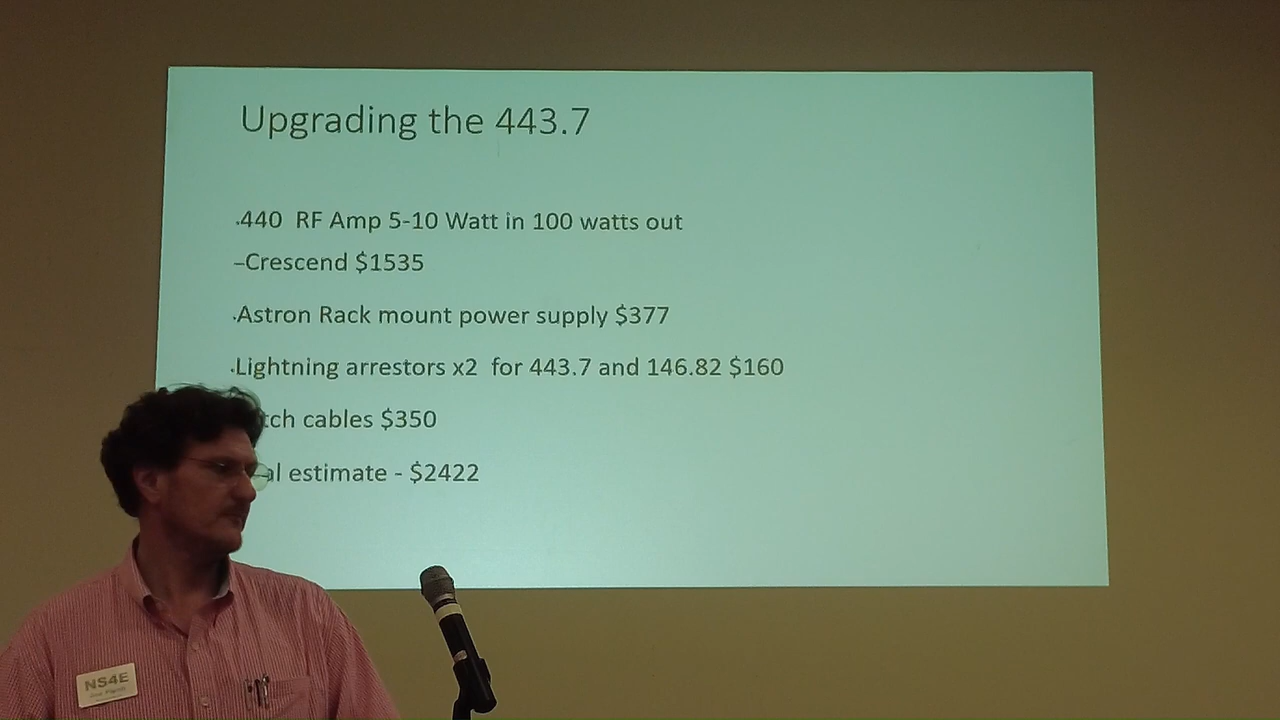 Upgrading the 443.7
440 RF Amp 5-10 Watt in 100 watts out
–Crescend $1535
Astron Rack mount power supply $377
Lightning arrestors x2 for 443.7 and 146.82 $160
tch cables $350
al estimate - $2422
NS4E